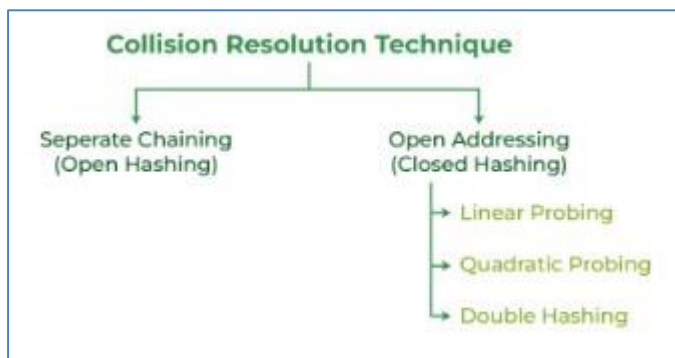 Collision Resolution Technique
Seperate Chaining
(Open Hashing)
Open Addressing
(Closed Hashing)
Linear Probing
Quadratic Probing
Double Hashing